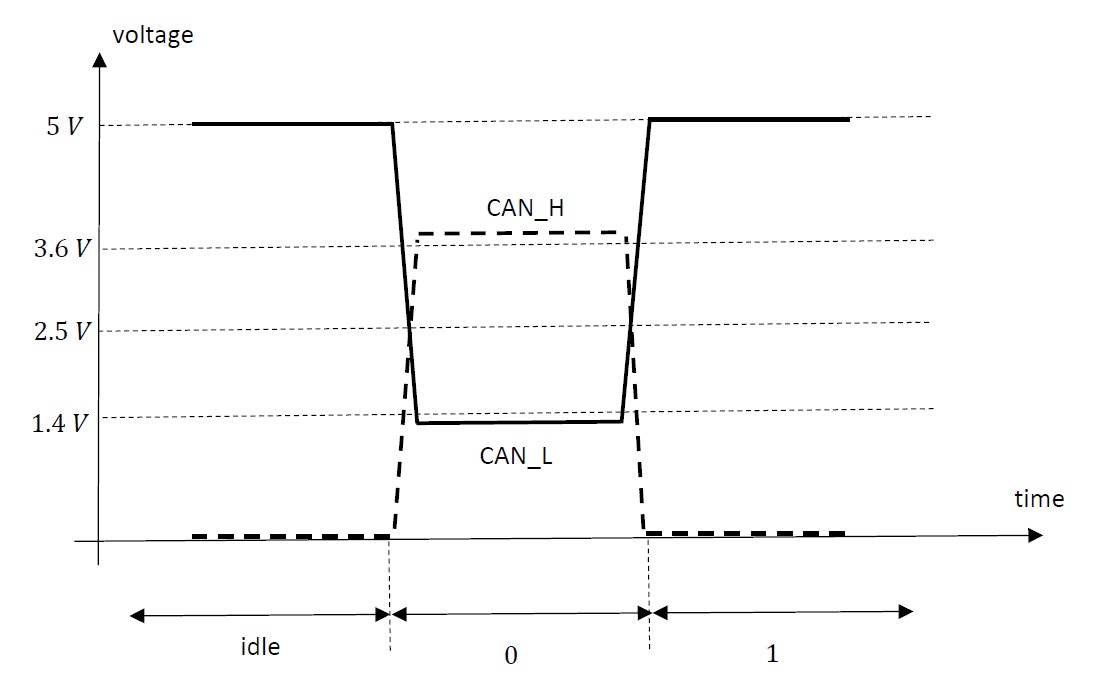 voltage
5 V
CAN_H
3.6 V
2.5 V
1.4 V
CAN_L
time
idle
0
1